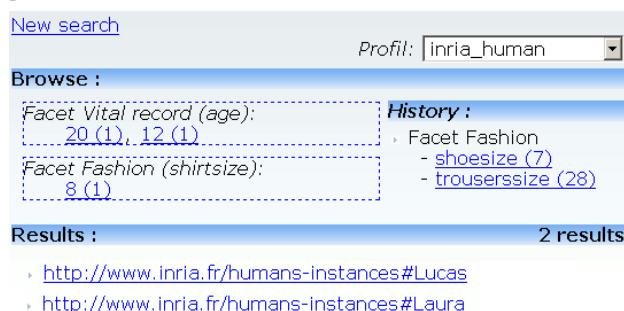 New search
Profil: inria_human
Browse :
Facet Vital record (age):
20 (1), 12 (1)
Facet Fashion (shirtsize):
8 (1)
History :
Facet Fashion
- shoesize (7)
- trouserssize (28)
Results : 2 results
http://www.inria.fr/humans-instances#Lucas
http://www.inria.fr/humans-instances#Laura